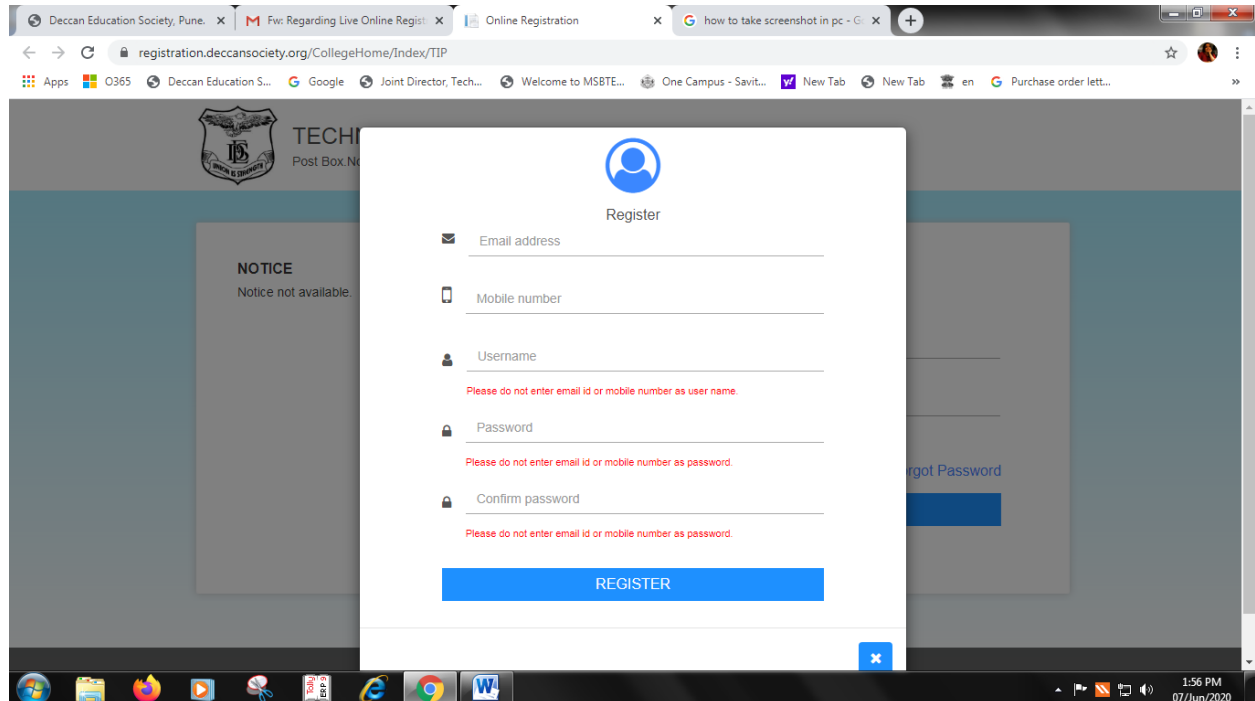 Deccan Education Society, Pune.
Fw: Regarding Live Online Regist
Online Registration
how to take screenshot in pc - G
registration.deccansociety.org/CollegeHome/Index/TIP
Apps
O365
Deccan Education S...
Google
Joint Director, Tech...
Welcome to MSBTE...
One Campus - Savit...
New Tab
New Tab
en
Purchase order lett...
»
TECHN
Post Box.No
NOTICE
Notice not available.
Register
Email address
Mobile number
Username
Please do not enter email id or mobile number as user name.
Password
Please do not enter email id or mobile number as password.
Confirm password
Please do not enter email id or mobile number as password.
REGISTER
rgot Password
1:56 PM
07/Jun/2020